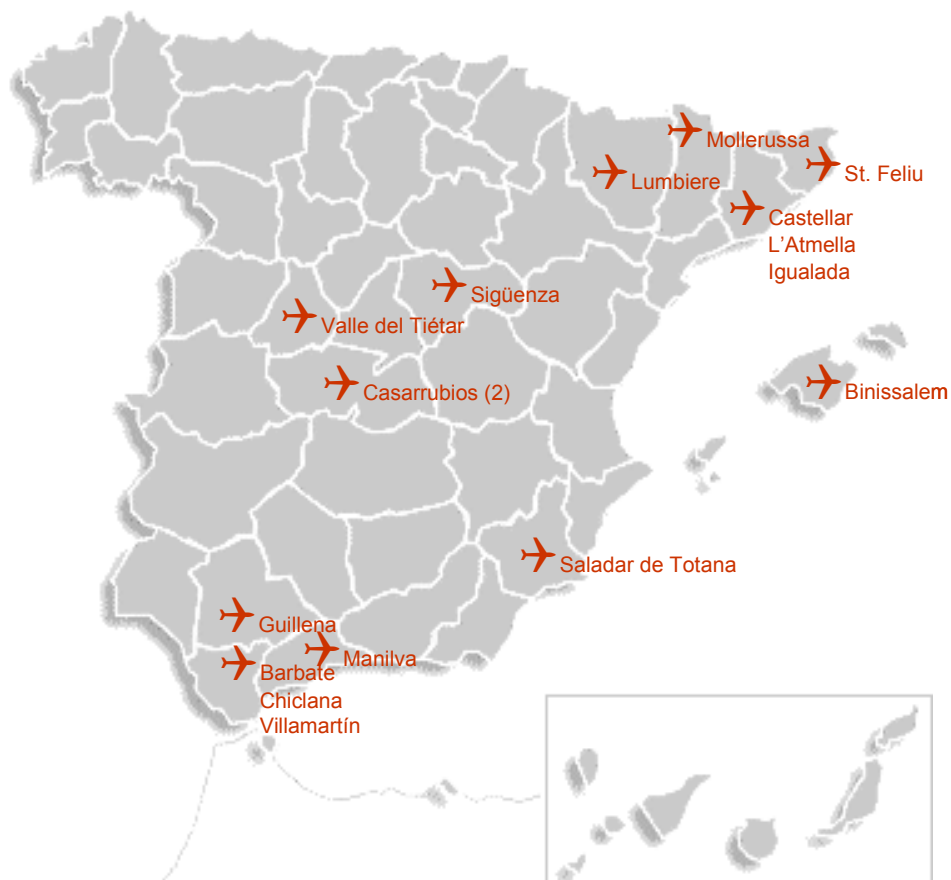 Mollerussa
Lumbiere
St. Feliu
Castellar
L'Atmella
Igualada
Sigüenza
Valle del Tiétar
Casarrubios (2)
Binissalem
Saladar de Totana
Guillena
Manilva
Barbate
Chiclana
Villamartín